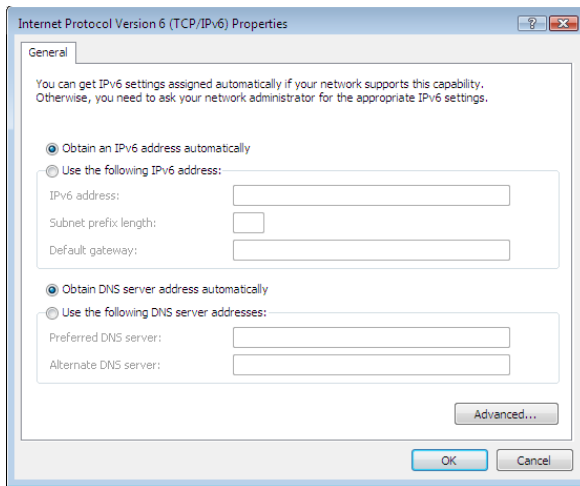 Internet Protocol Version 6 (TCP/IPv6) Properties
General
You can get IPv6 settings assigned automatically if your network supports this capability.
Otherwise, you need to ask your network administrator for the appropriate IPv6 settings.
Obtain an IPv6 address automatically
Use the following IPv6 address:
IPv6 address:
Subnet prefix length:
Default gateway:
Obtain DNS server address automatically
Use the following DNS server addresses:
Preferred DNS server:
Alternate DNS server:
Advanced...
OK Cancel